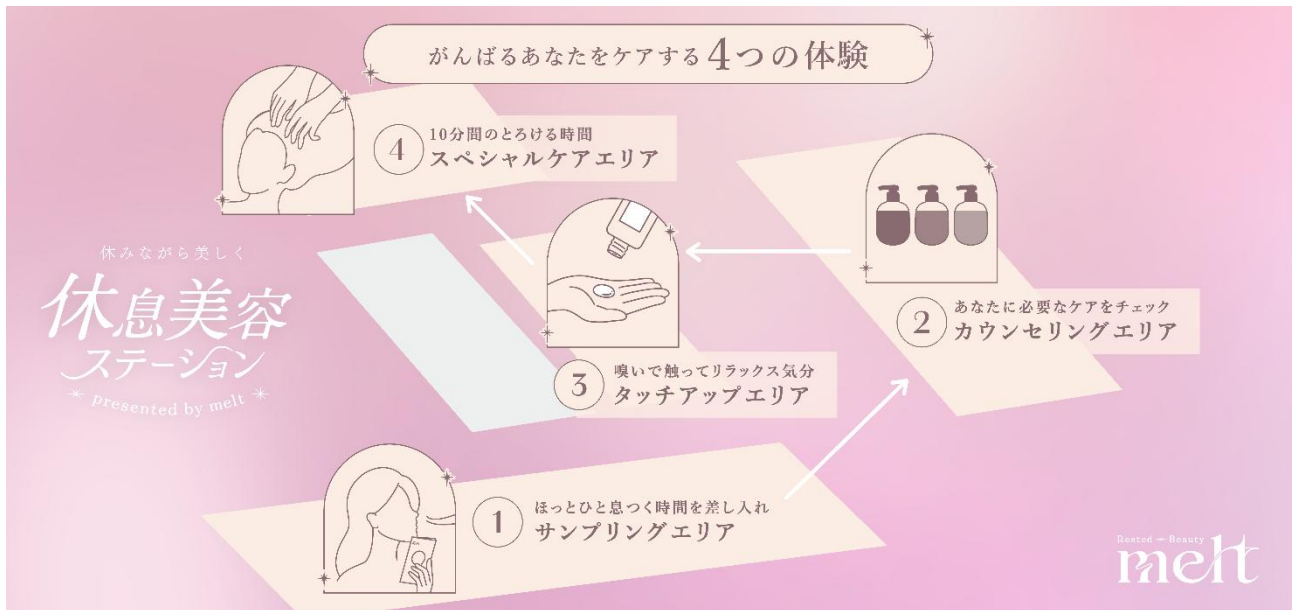 がんばるあなたをケアする4つの体験
4
10分間のとろける時間
スペシャルケアエリア
2
あなたに必要なケアをチェック
カウンセリングエリア
休みながら美しく
休息美容
ステーション
presented by melt
3
嗅いで触ってリラックス気分
タッチアップエリア
1
ほっとひと息つく時間を差し入れ
サンプリングエリア
Rested Beauty
melt